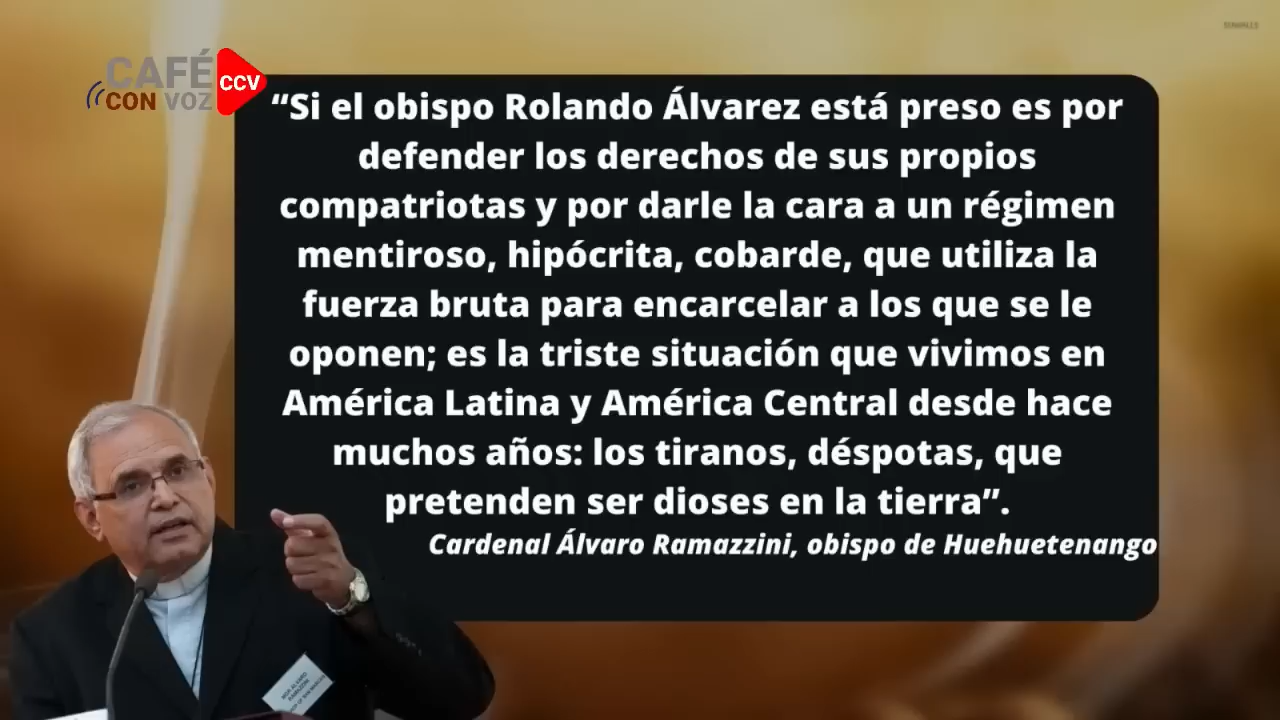 CAFÉ
CON VOZ
CCV
“Si el obispo Rolando Álvarez está preso es por
defender los derechos de sus propios
compatriotas y por darle la cara a un régimen
mentiroso, hipócrita, cobarde, que utiliza la
fuerza bruta para encarcelar a los que se le
oponen; es la triste situación que vivimos en
América Latina y América Central desde hace
muchos años: los tiranos, déspotas, que
pretenden ser dioses en la tierra”.
Cardenal Álvaro Ramazzini, obispo de Huehuetenango